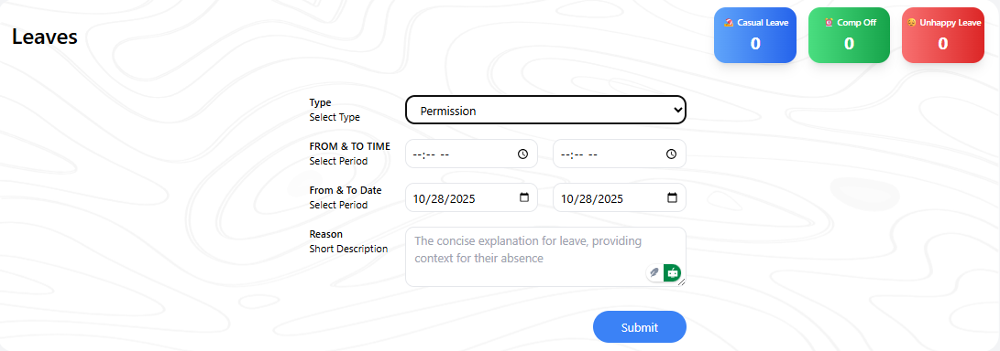 Leaves
Casual Leave
0
Comp Off
0
Unhappy Leave
0
Type
Select Type
Permission
FROM & TO TIME
Select Period
--:-- --
--:-- --
From & To Date
Select Period
10/28/2025
10/28/2025
Reason
Short Description
The concise explanation for leave, providing
context for their absence
Submit